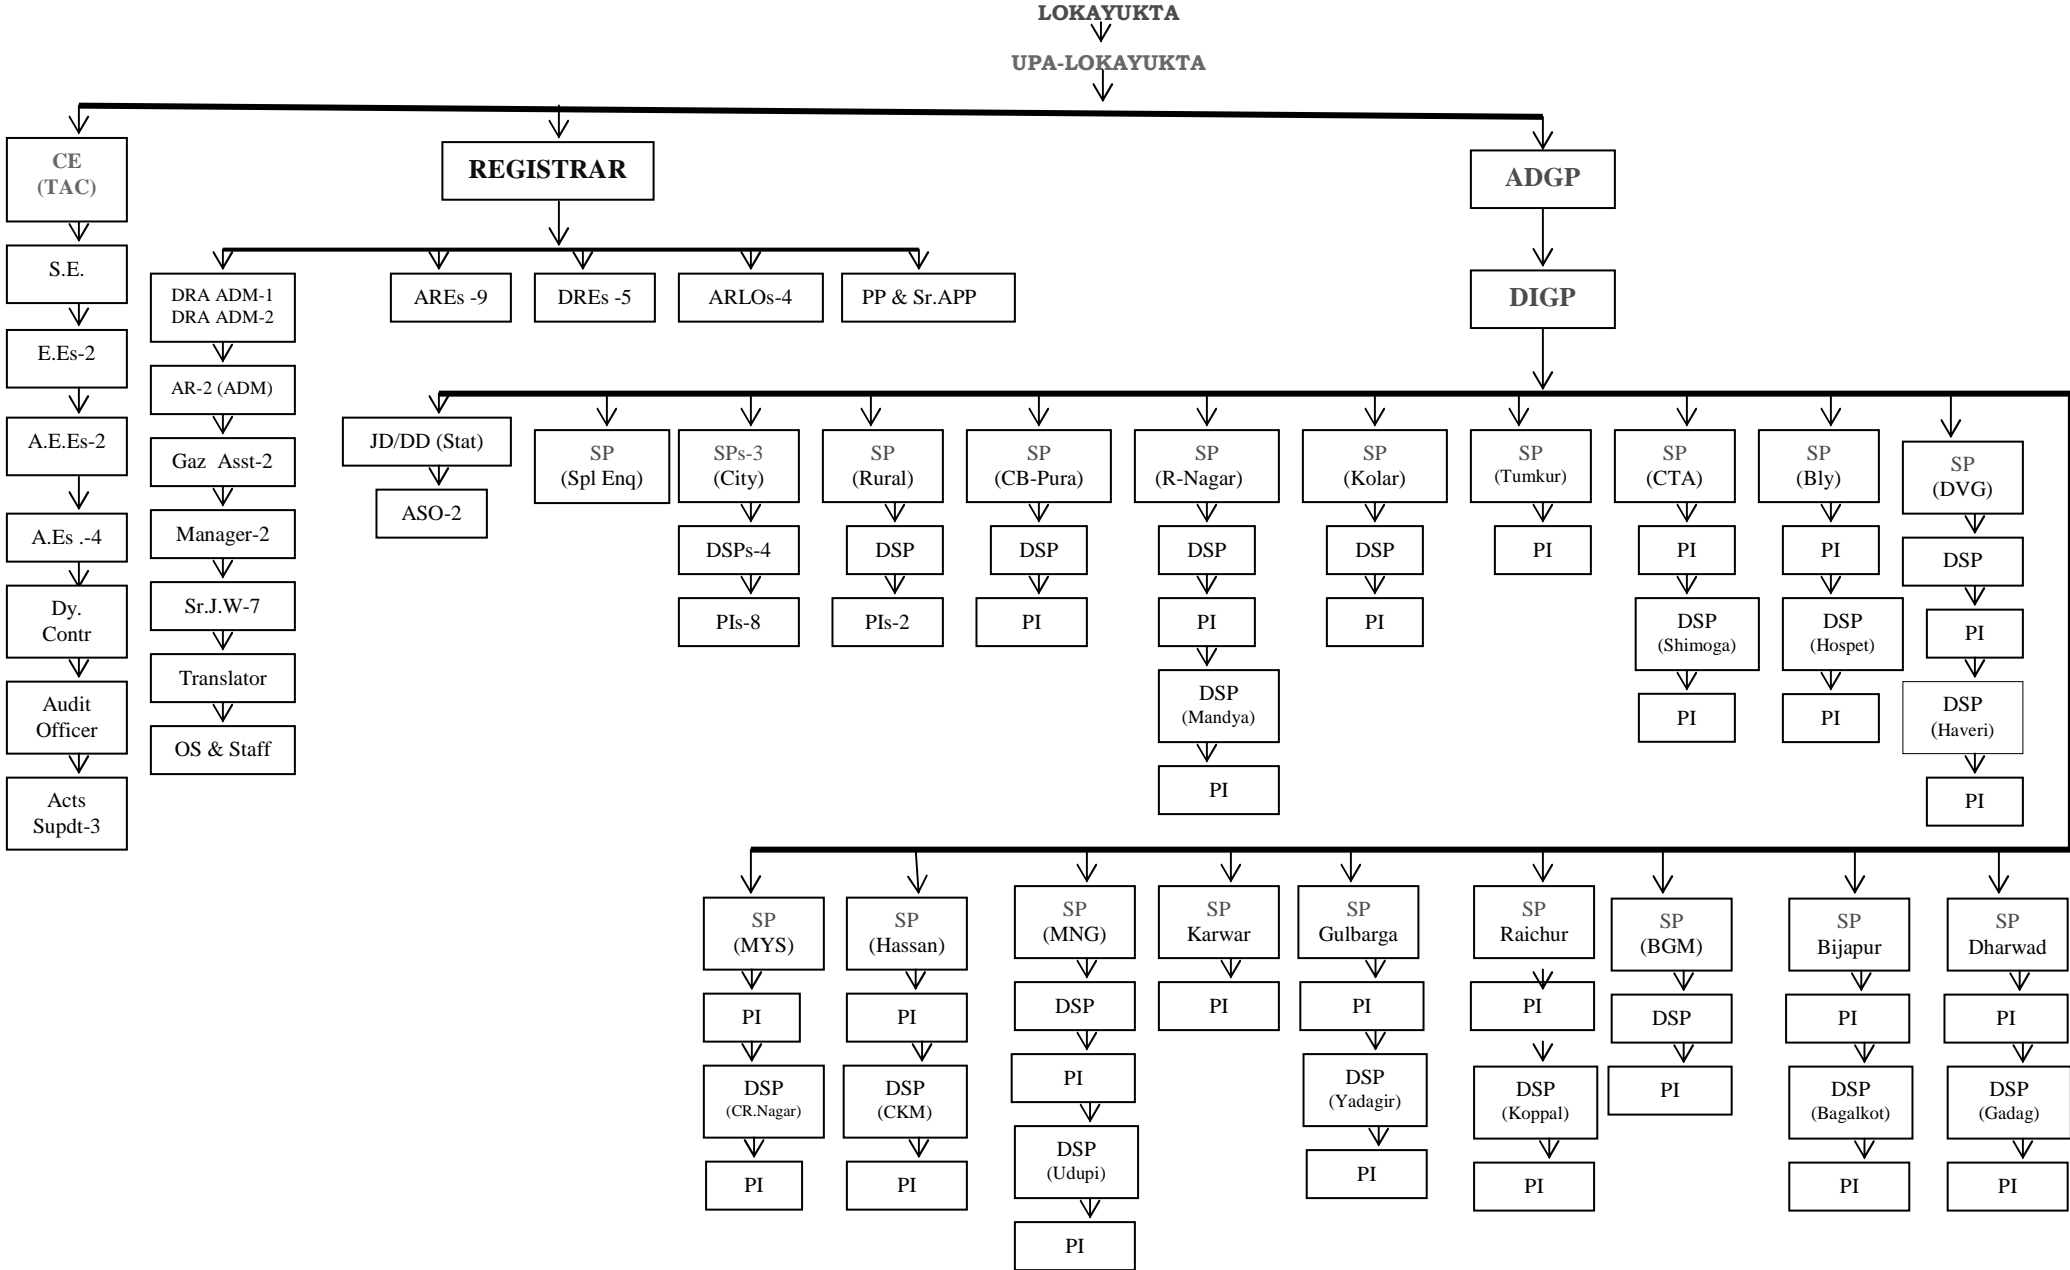 LOKAYUKTA
UPA-LOKAYUKTA
CE
(TAC)
REGISTRAR
ADGP
S.E.
DRA ADM-1
DRA ADM-2
AREs -9
DREs -5
ARLOs-4
PP & Sr.APP
DIGP
E.Es-2
AR-2 (ADM)
A.E.Es-2
Gaz Asst-2
A.Es .-4
Manager-2
Dy.
Contr
Sr.J.W-7
Audit
Officer
Translator
Acts
Supdt-3
OS & Staff
JD/DD (Stat)
ASO-2
SP
(Spl Enq)
SPs-3
(City)
DSPs-4
PIs-8
SP
(Rural)
DSP
PIs-2
SP
(CB-Pura)
DSP
PI
SP
(R-Nagar)
DSP
PI
DSP
(Mandya)
PI
SP
(Kolar)
DSP
PI
SP
(Tumkur)
PI
SP
(CTA)
PI
DSP
(Shimoga)
PI
SP
(Bly)
PI
DSP
(Hospet)
PI
SP
(DVG)
DSP
PI
DSP
(Haveri)
PI
SP
(MYS)
PI
DSP
(CR.Nagar)
PI
SP
(Hassan)
PI
DSP
(CKM)
PI
SP
(MNG)
DSP
PI
DSP
(Udupi)
PI
SP
Karwar
PI
SP
Gulbarga
PI
DSP
(Yadagir)
PI
SP
Raichur
PI
DSP
(Koppal)
PI
SP
(BGM)
DSP
PI
SP
Bijapur
PI
DSP
(Bagalkot)
PI
SP
Dharwad
PI
DSP
(Gadag)
PI